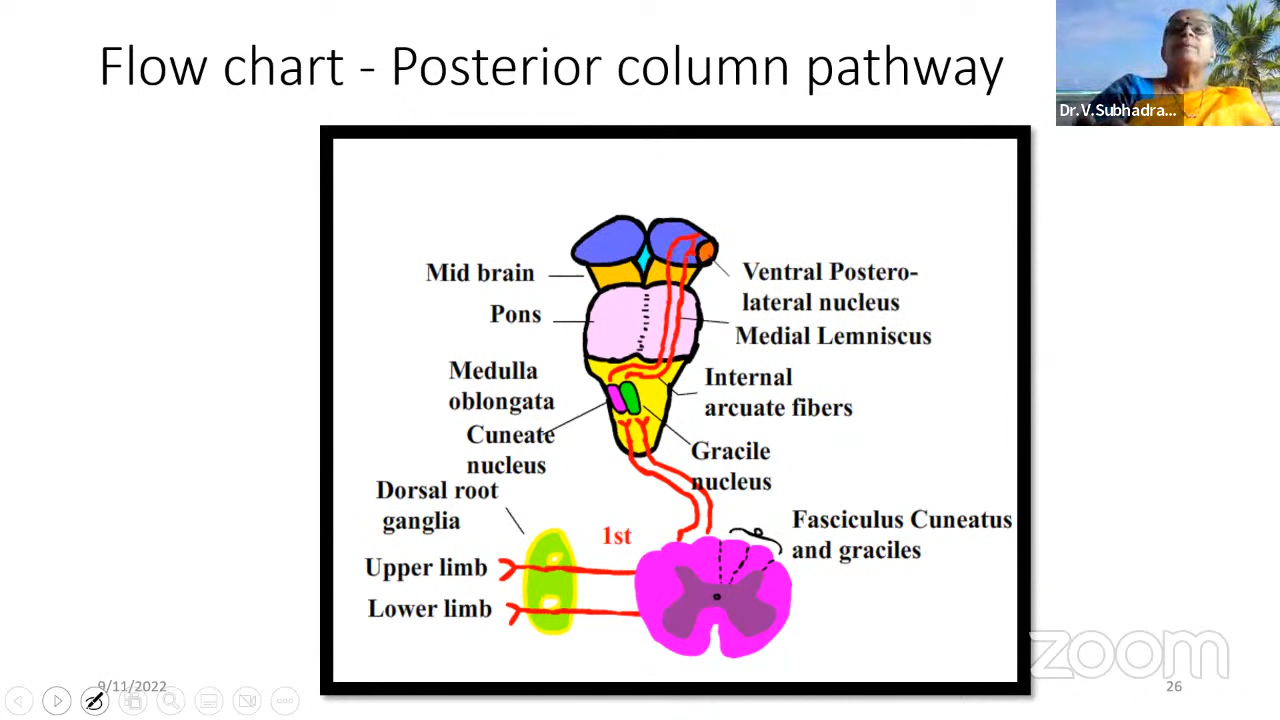 Flow chart - Posterior column pathway
Dr.V.Subhadra...
Mid brain
Pons
Medulla
oblongata
Cuneate
nucleus
Dorsal root
ganglia
Upper limb
Lower limb
1st
Ventral Postero-
lateral nucleus
Medial Lemniscus
Internal
arcuate fibers
Gracile
nucleus
Fasciculus Cuneatus
and graciles
zoom
9/11/2022
26